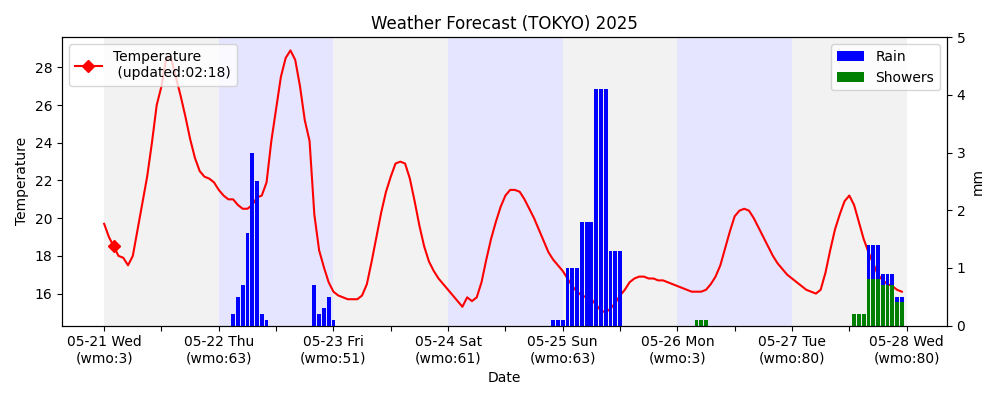 Weather Forecast (TOKYO) 2025
Temperature
(updated:02:18)
Rain
Showers
28
26
24
22
20
18
16
Temperature
5
4
3
2
1
0
mm
05-21 Wed
(wmo:3)
05-22 Thu
(wmo:63)
05-23 Fri
(wmo:51)
05-24 Sat
(wmo:61)
05-25 Sun
(wmo:63)
05-26 Mon
(wmo:3)
05-27 Tue
(wmo:80)
05-28 Wed
(wmo:80)
Date